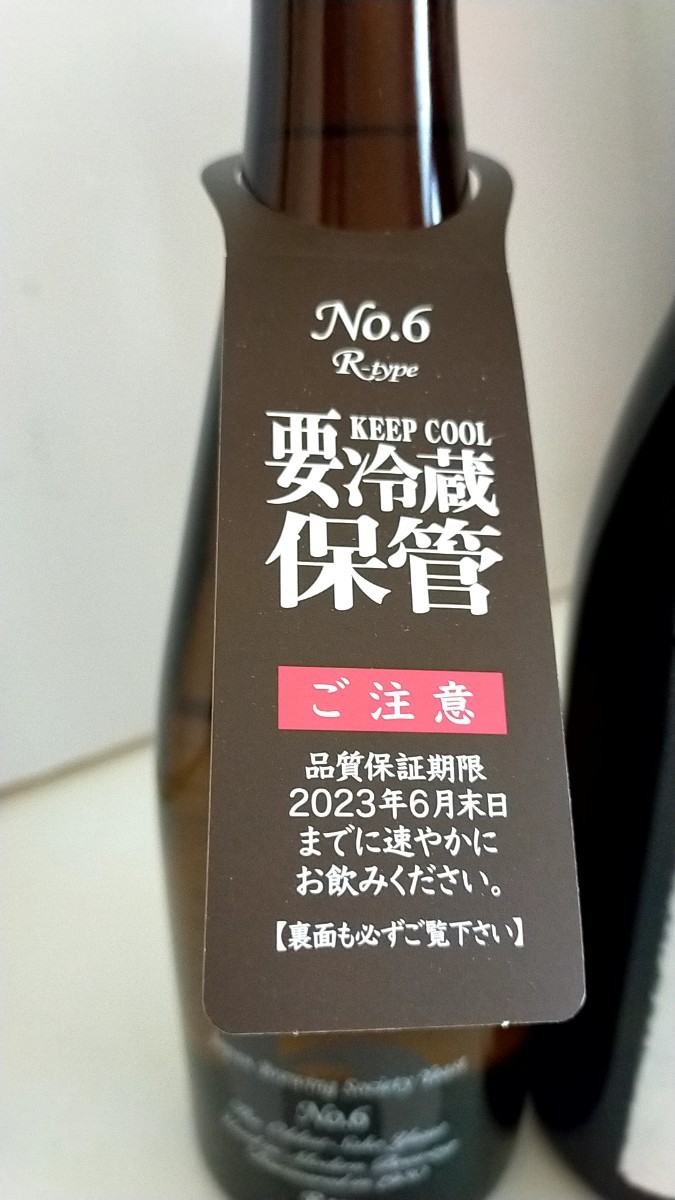 No.6
R-type
KEEP COOL
要冷蔵
保管
ご注意
品質保証期限
2023年6月末日
までに速やかに
お飲みください。
【裏面も必ずご覧下さい】
Brewing Society
No.6